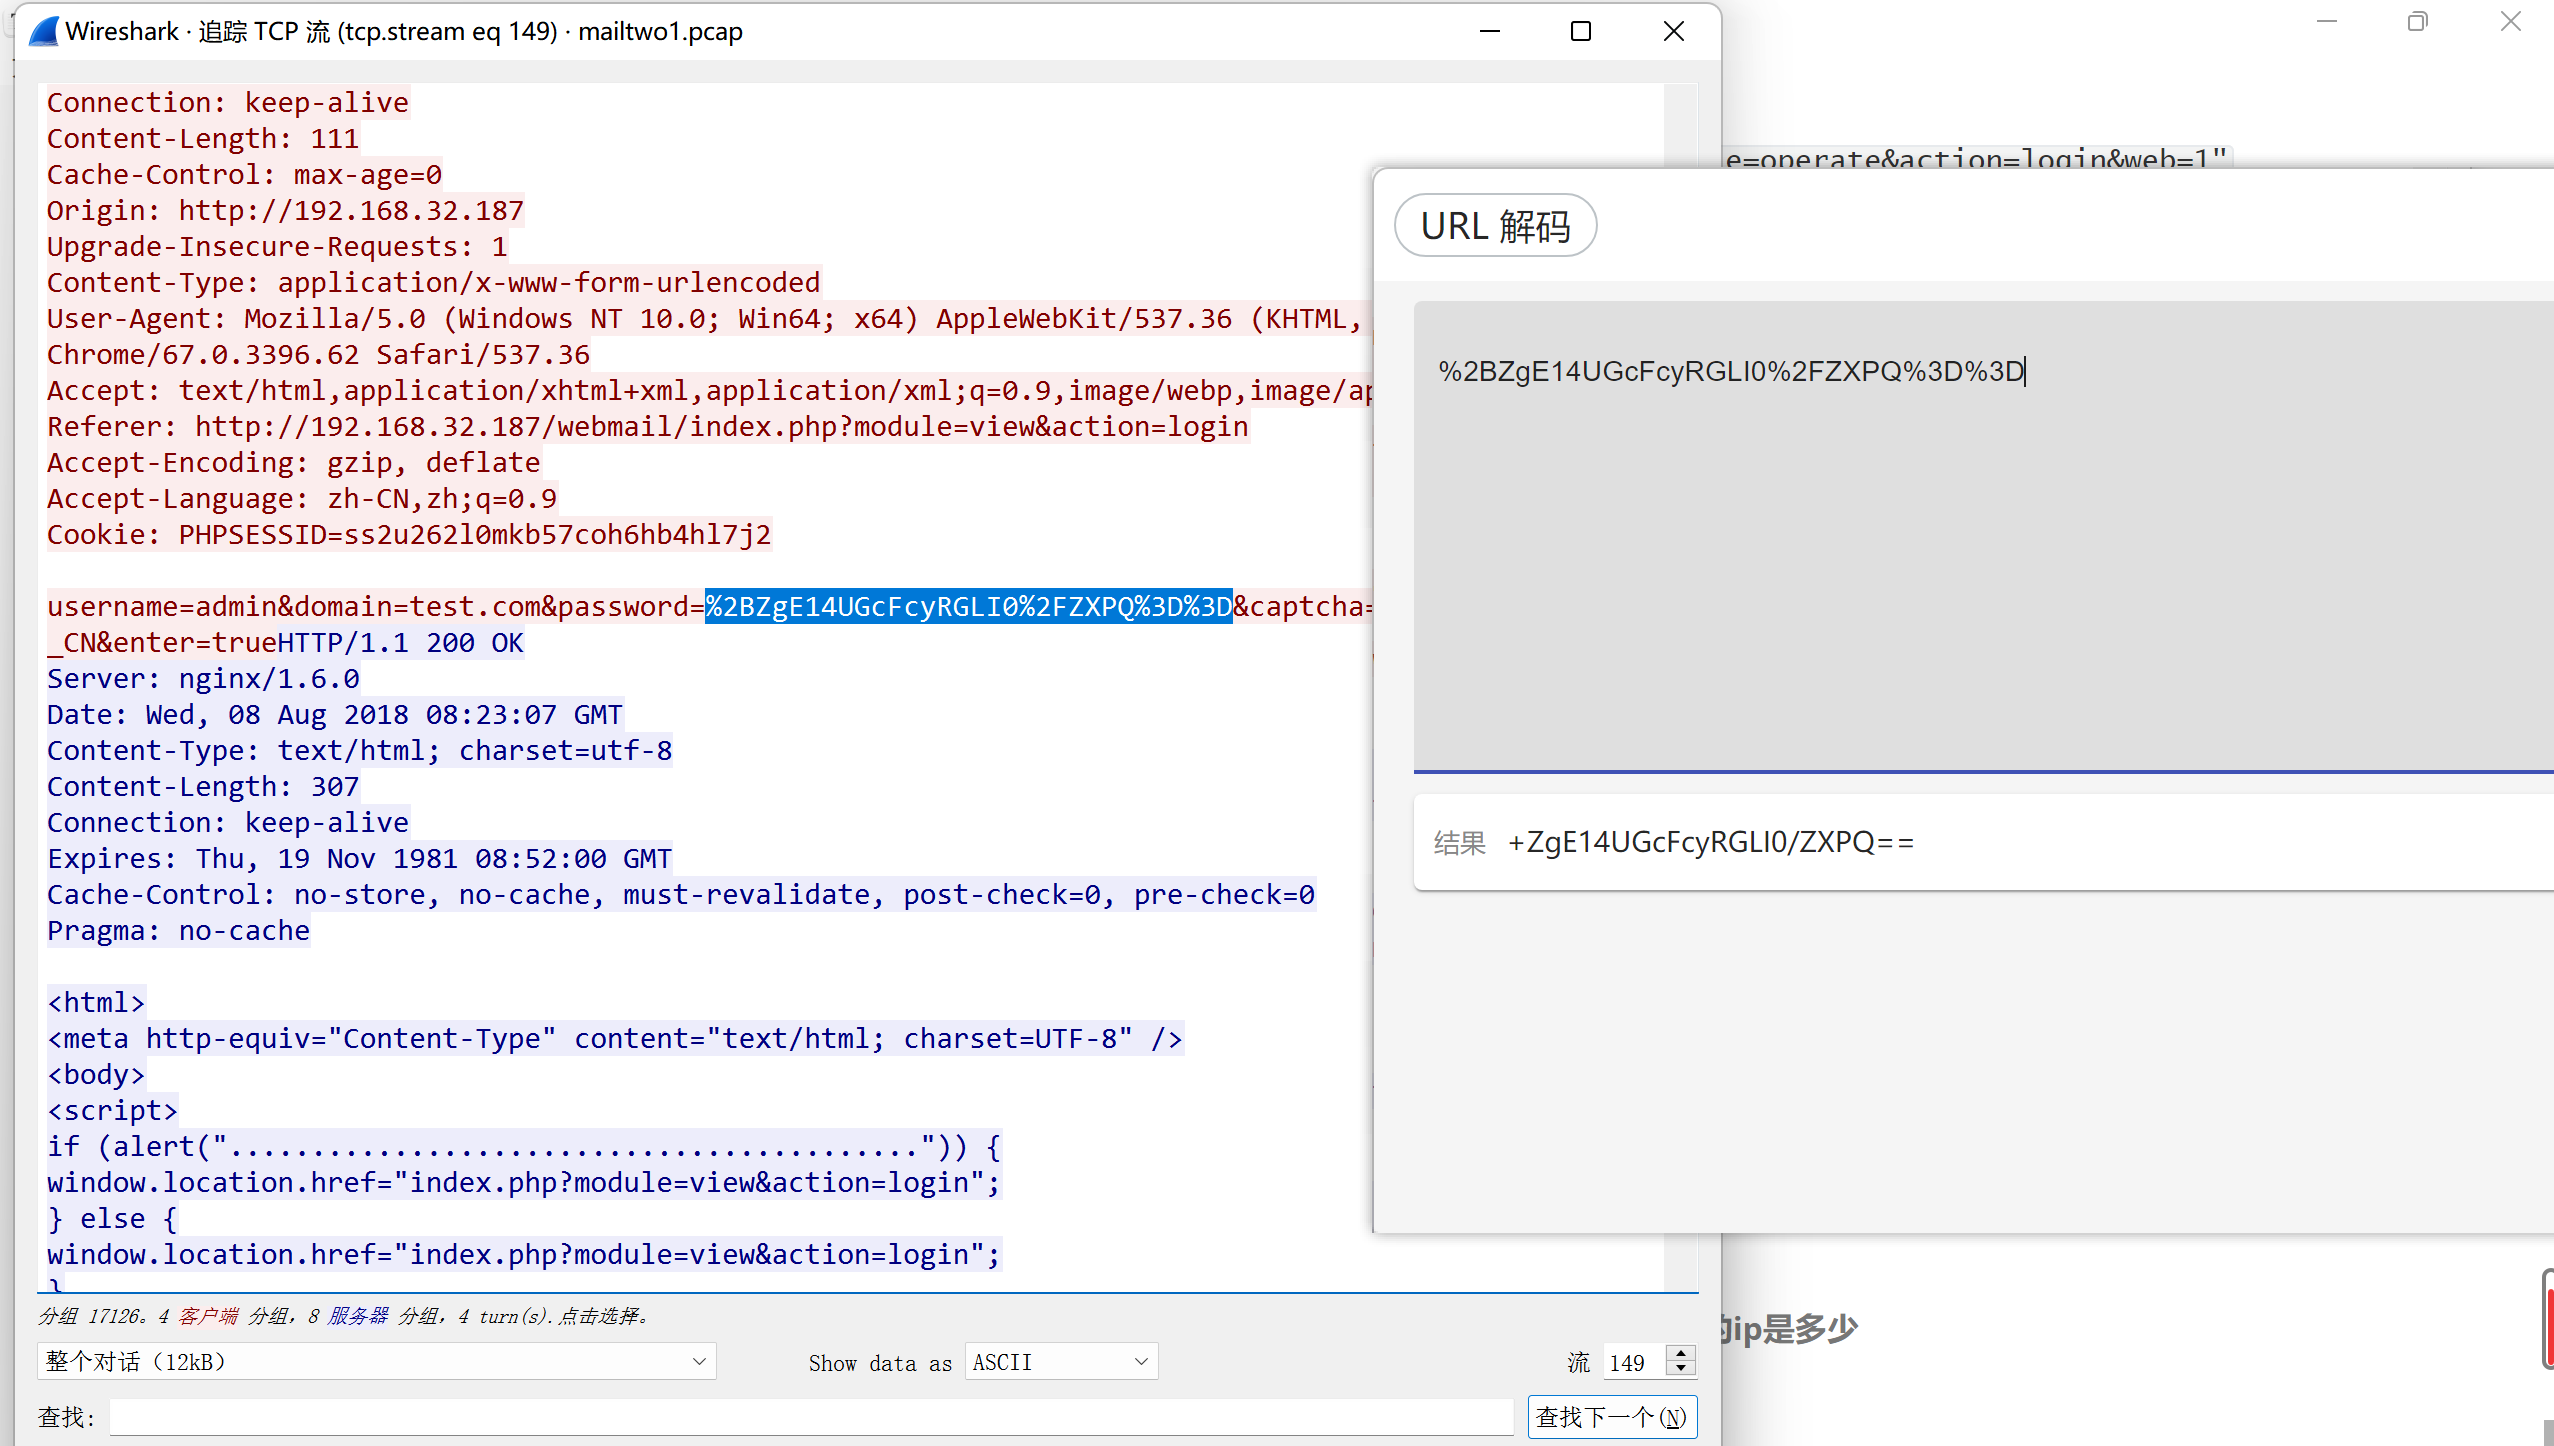 Wireshark · 追踪 TCP 流 (tcp.stream eq 149) · mailtwo1.pcap
Connection: keep-alive
Content-Length: 111
Cache-Control: max-age=0
Origin: http://192.168.32.187
Upgrade-Insecure-Requests: 1
Content-Type: application/x-www-form-urlencoded
User-Agent: Mozilla/5.0 (Windows NT 10.0; Win64; x64) AppleWebKit/537.36 (KHTML,
Chrome/67.0.3396.62 Safari/537.36
Accept: text/html,application/xhtml+xml,application/xml;q=0.9,image/webp,image/ap
Referer: http://192.168.32.187/webmail/index.php?module=view&action=login
Accept-Encoding: gzip, deflate
Accept-Language: zh-CN,zh;q=0.9
Cookie: PHPSESSID=ss2u262l0mkb57coh6hb4hl7j2
username=admin&domain=test.com&password=%2BZgE14UGcFcyRGLI0%2FZXPQ%3D%3D&captcha=
_CN&enter=trueHTTP/1.1 200 OK
Server: nginx/1.6.0
Date: Wed, 08 Aug 2018 08:23:07 GMT
Content-Type: text/html; charset=utf-8
Content-Length: 307
Connection: keep-alive
Expires: Thu, 19 Nov 1981 08:52:00 GMT
Cache-Control: no-store, no-cache, must-revalidate, post-check=0, pre-check=0
Pragma: no-cache
<html>
<meta http-equiv="Content-Type" content="text/html; charset=UTF-8" />
<body>
<script>
if (alert("..........................................")) {
window.location.href="index.php?module=view&action=login";
} else {
window.location.href="index.php?module=view&action=login";
}
分组 17126。4 客户端 分组，8 服务器 分组，4 turn(s).点击选择。
整个对话（12kB）
Show data as ASCII
流 149
查找:
查找下一个(N)
e=operate&action=login&web=1"
URL 解码
%2BZgE14UGcFcyRGLI0%2FZXPQ%3D%3D
结果 +ZgE14UGcFcyRGLI0/ZXPQ==
的ip是多少